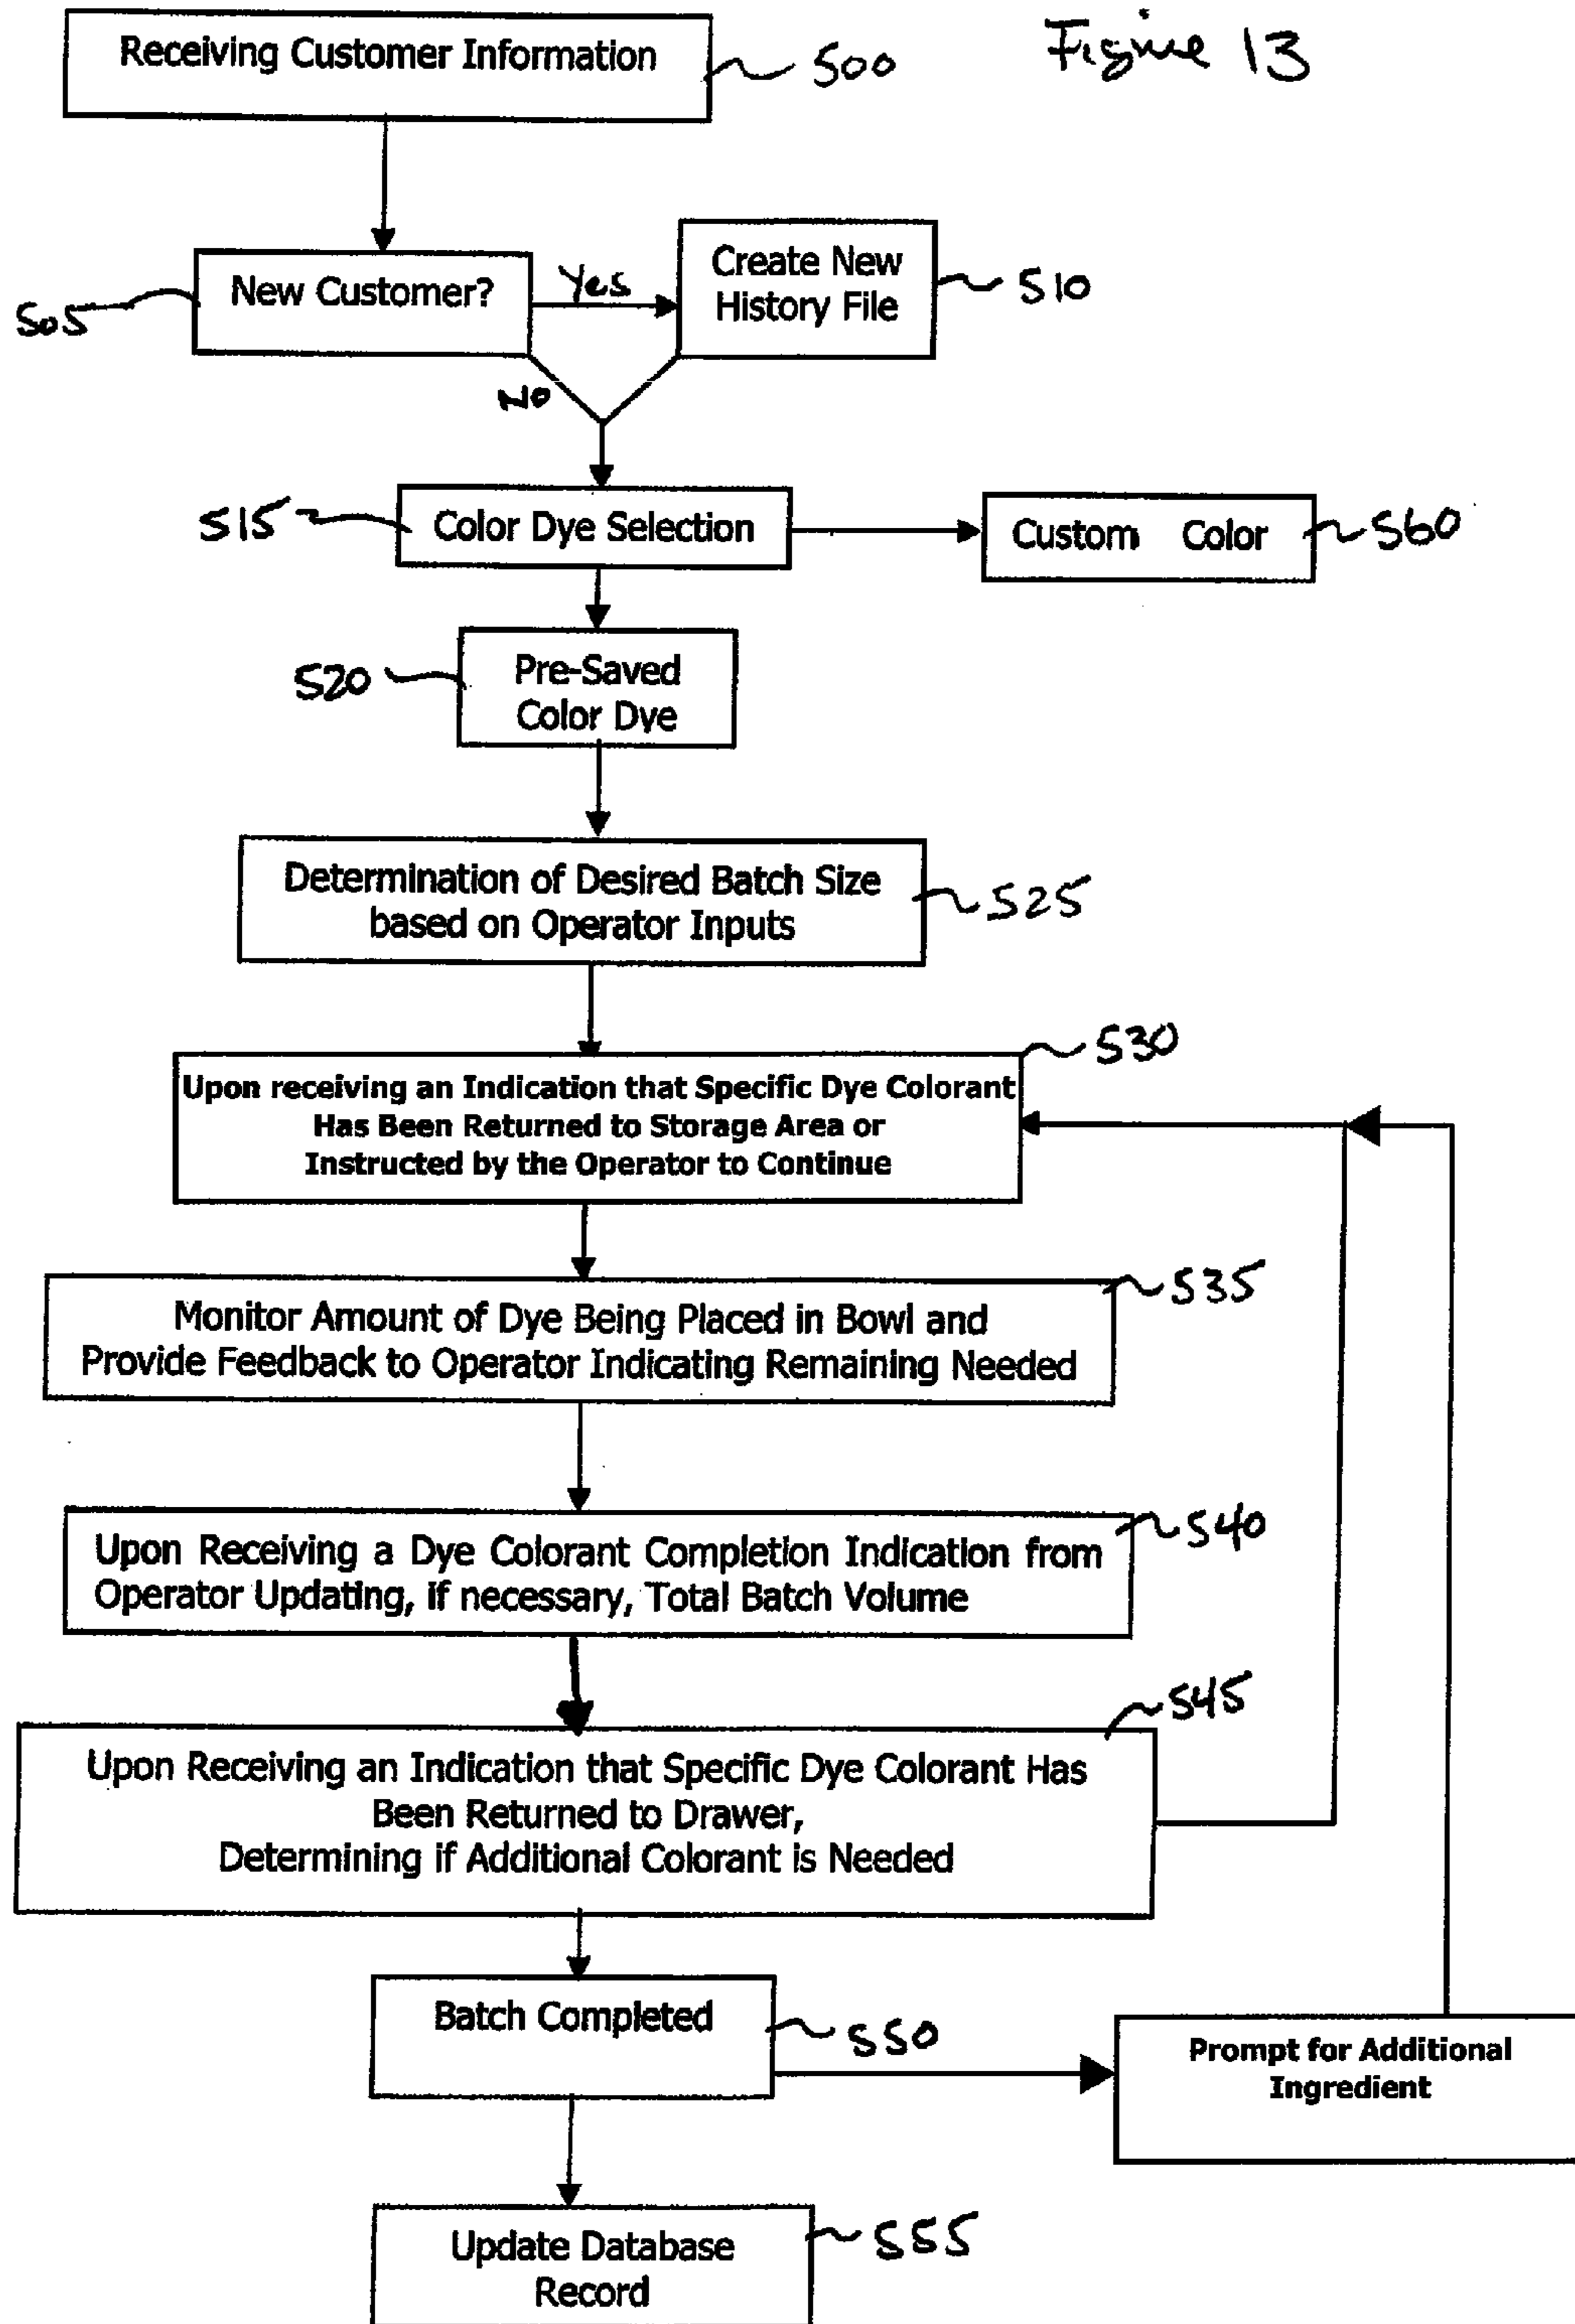 Figure 13
Receiving Customer Information
500
New Customer?
505
Yes
Create New
History File
510
No
Color Dye Selection
515
Custom Color
560
Pre-Saved
Color Dye
520
Determination of Desired Batch Size
based on Operator Inputs
525
530
Upon receiving an Indication that Specific Dye Colorant
Has Been Returned to Storage Area or
Instructed by the Operator to Continue
535
Monitor Amount of Dye Being Placed in Bowl and
Provide Feedback to Operator Indicating Remaining Needed
540
Upon Receiving a Dye Colorant Completion Indication from
Operator Updating, if necessary, Total Batch Volume
545
Upon Receiving an Indication that Specific Dye Colorant Has
Been Returned to Drawer,
Determining if Additional Colorant is Needed
Batch Completed
550
Prompt for Additional
Ingredient
Update Database
Record
555